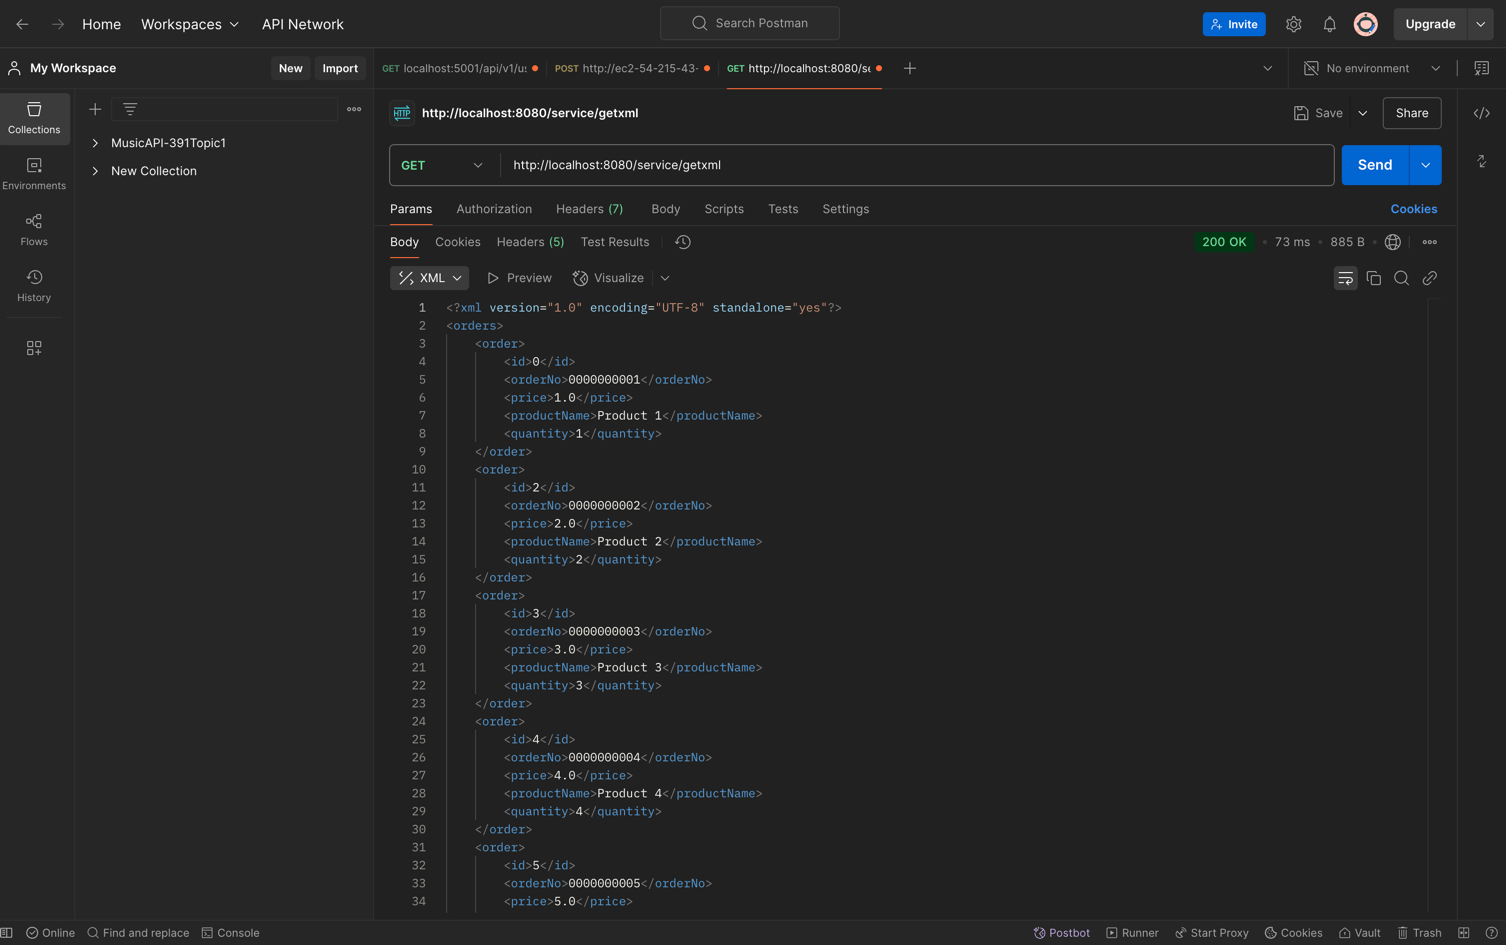 Home Workspaces API Network Search Postman Invite Upgrade
My Workspace New Import GET localhost:5001/api/v1/u: POST http://ec2-54-215-43- GET http://localhost:8080/se No environment
HTTP http://localhost:8080/service/getxml Save Share
Collections
MusicAPI-391Topic1
New Collection
Environments
Flows
History
GET http://localhost:8080/service/getxml Send
Params Authorization Headers (7) Body Scripts Tests Settings Cookies
Body Cookies Headers (5) Test Results 200 OK • 73 ms • 885 B
XML Preview Visualize
1 <?xml version="1.0" encoding="UTF-8" standalone="yes"?>
2 <orders>
3 <order>
4 <id>0</id>
5 <orderNo>0000000001</orderNo>
6 <price>1.0</price>
7 <productName>Product 1</productName>
8 <quantity>1</quantity>
9 </order>
10 <order>
11 <id>2</id>
12 <orderNo>0000000002</orderNo>
13 <price>2.0</price>
14 <productName>Product 2</productName>
15 <quantity>2</quantity>
16 </order>
17 <order>
18 <id>3</id>
19 <orderNo>0000000003</orderNo>
20 <price>3.0</price>
21 <productName>Product 3</productName>
22 <quantity>3</quantity>
23 </order>
24 <order>
25 <id>4</id>
26 <orderNo>0000000004</orderNo>
27 <price>4.0</price>
28 <productName>Product 4</productName>
29 <quantity>4</quantity>
30 </order>
31 <order>
32 <id>5</id>
33 <orderNo>0000000005</orderNo>
34 <price>5.0</price>
Online Find and replace Console Postbot Runner Start Proxy Cookies Vault Trash